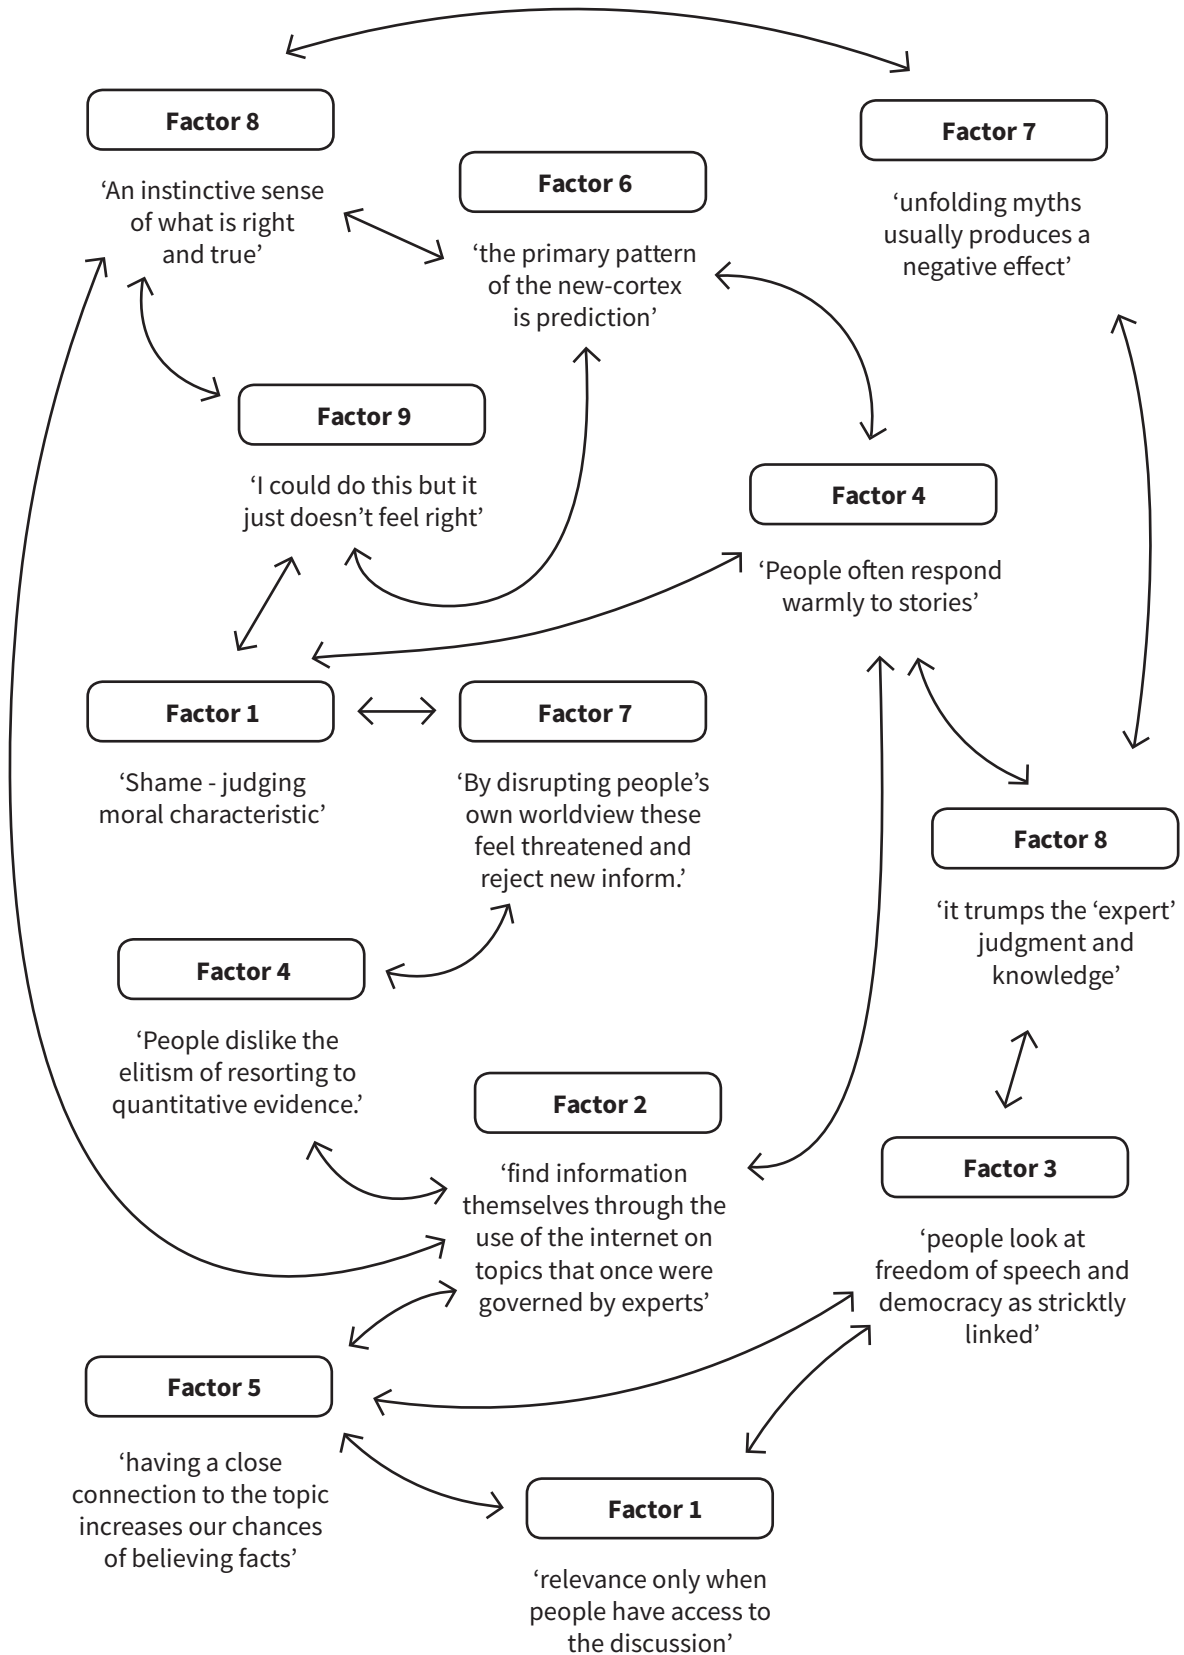 Factor 8
‘An instinctive sense
of what is right
and true’
Factor 7
‘unfolding myths
usually produces a
negative effect’
Factor 6
‘the primary pattern
of the new-cortex
is prediction’
Factor 9
‘I could do this but it
just doesn’t feel right’
Factor 4
‘People often respond
warmly to stories’
Factor 1
‘Shame - judging
moral characteristic’
Factor 7
‘By disrupting people’s
own worldview these
feel threatened and
reject new inform.’
Factor 8
‘it trumps the ‘expert’
judgment and
knowledge’
Factor 4
‘People dislike the
elitism of resorting to
quantitative evidence.’
Factor 2
‘find information
themselves through the
use of the internet on
topics that once were
governed by experts’
Factor 3
‘people look at
freedom of speech and
democracy as stricktly
linked’
Factor 5
‘having a close
connection to the topic
increases our chances
of believing facts’
Factor 1
‘relevance only when
people have access to
the discussion’